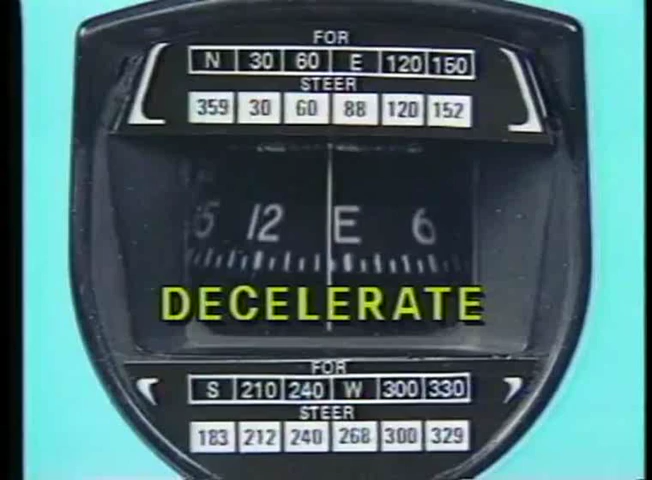 FOR
N 30 60 E 120 150
STEER
359 30 60 88 120 152
15 12 E 6
DECELERATE
FOR
S 210 240 W 300 330
STEER
183 212 240 268 300 329